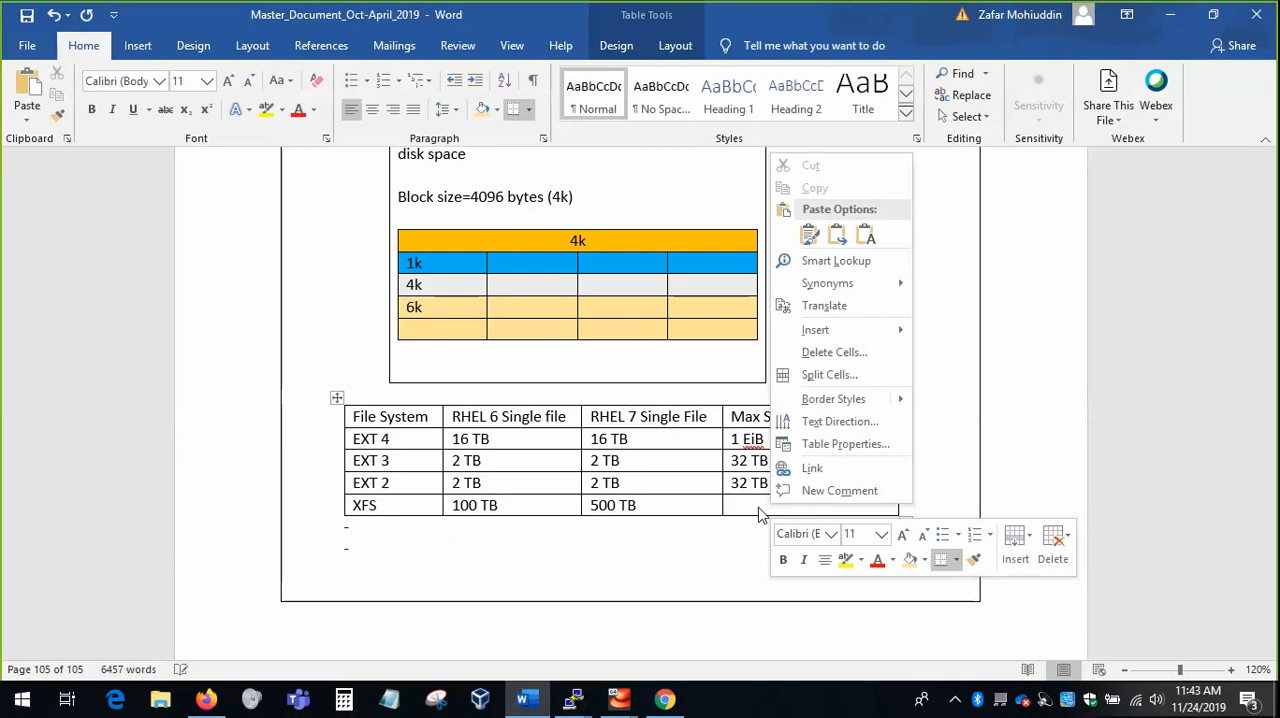 Master_Document_Oct-April_2019 - Word
Table Tools
Zafar Mohiuddin
File
Home
Insert
Design
Layout
References
Mailings
Review
View
Help
Design
Layout
Tell me what you want to do
Share
Paste
Calibri (Body)
11
Aa
A
A
B I U abc x₂ x²
A
A
AaBbCcDc
AaBbCcDc
AaBbCc
AaBbCcD
AaB
¶ Normal
¶ No Spac...
Heading 1
Heading 2
Title
Find
Replace
Select
Sensitivity
Share This File
Webex
Clipboard
Font
Paragraph
Styles
Editing
Sensitivity
Webex
disk space
Block size=4096 bytes (4k)
4k
1k
4k
6k
File System RHEL 6 Single file RHEL 7 Single File Max S
EXT 4 16 TB 16 TB 1 EiB
EXT 3 2 TB 2 TB 32 TB
EXT 2 2 TB 2 TB 32 TB
XFS 100 TB 500 TB
-
-
Cut
Copy
Paste Options:
Smart Lookup
Synonyms
Translate
Insert
Delete Cells...
Split Cells...
Border Styles
Text Direction...
Table Properties...
Link
New Comment
Calibri (E
11
B I
Insert
Delete
Page 105 of 105
6457 words
120%
11:43 AM
11/24/2019
3